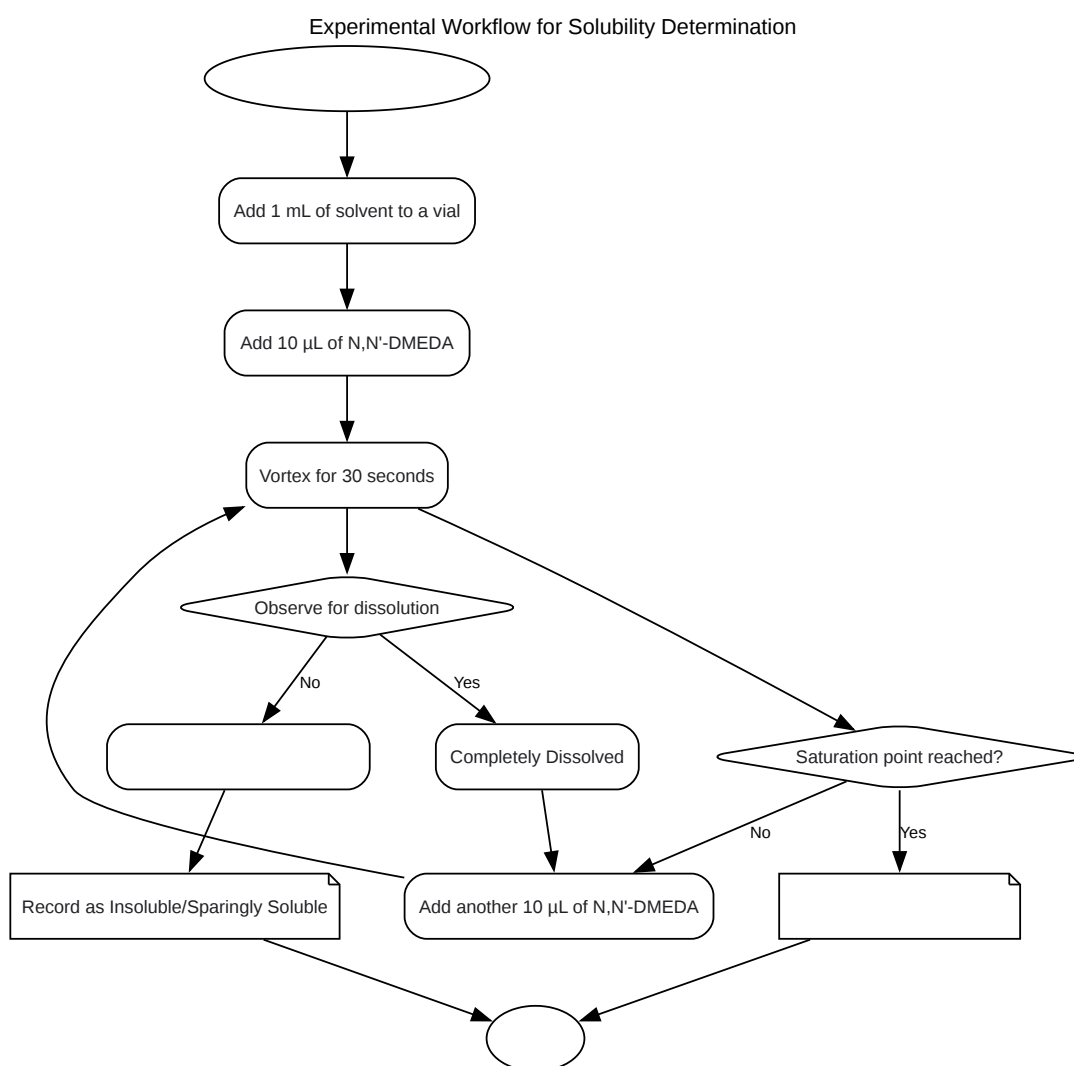 Experimental Workflow for Solubility Determination
Add 1 mL of solvent to a vial
Add 10 µL of N,N'-DMEDA
Vortex for 30 seconds
Observe for dissolution
No
Yes
Completely Dissolved
Saturation point reached?
No
Yes
Record as Insoluble/Sparingly Soluble
Add another 10 µL of N,N'-DMEDA